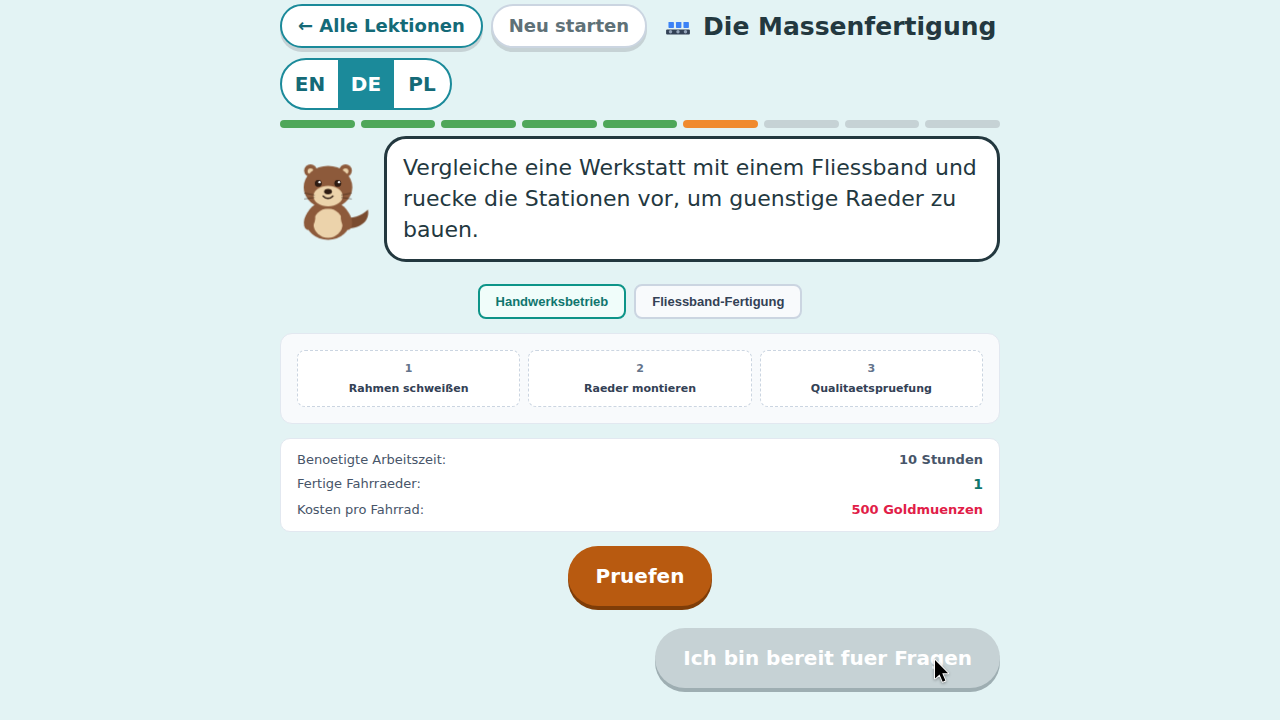 ← Alle Lektionen
Neu starten
Die Massenfertigung
EN DE PL
Vergleiche eine Werkstatt mit einem Fliessband und
ruecke die Stationen vor, um guenstige Raeder zu
bauen.
Handwerksbetrieb
Fliessband-Fertigung
1
Rahmen schweißen
2
Raeder montieren
3
Qualitaetspruefung
Benoetigte Arbeitszeit: 10 Stunden
Fertige Fahrraeder: 1
Kosten pro Fahrrad: 500 Goldmuenzen
Pruefen
Ich bin bereit fuer Fragen